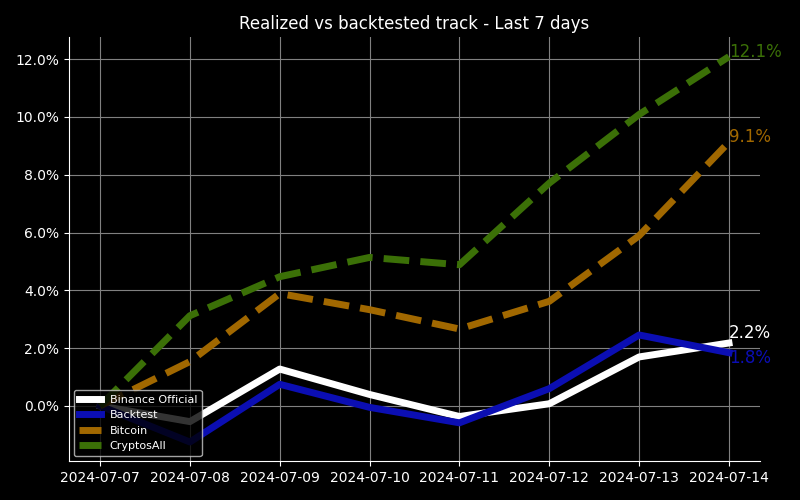 Realized vs backtested track - Last 7 days
12.0%
10.0%
8.0%
6.0%
4.0%
2.0%
0.0%
12.1%
9.1%
2.2%
1.8%
Binance Official
Backtest
Bitcoin
CryptosAll
2024-07-07 2024-07-08 2024-07-09 2024-07-10 2024-07-11 2024-07-12 2024-07-13 2024-07-14